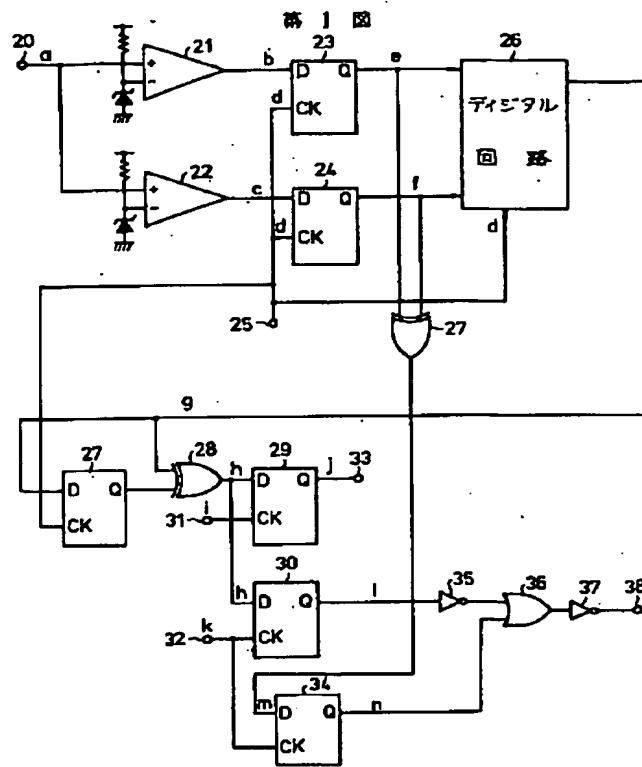 第 1 図
20
a
21
b
23
D Q
CK
e
26
ディジタル
回 路
d
22
c
24
D Q
CK
d
f
d
25
27
g
27
D Q
CK
28
h
29
D Q
CK
j
33
i
31
30
h
D Q
CK
l
k
32
35
36
37
38
34
m
D Q
CK
n